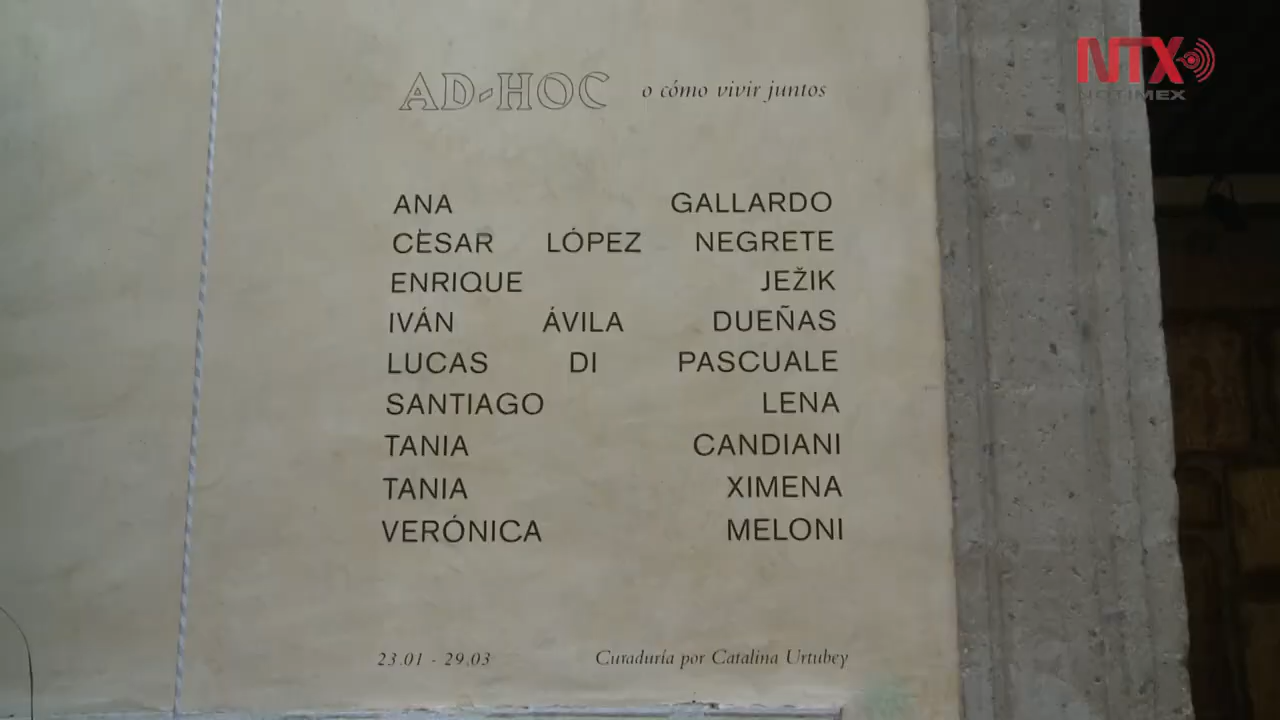 AD-HOC o cómo vivir juntos
NTX
NOTIMEX
ANA GALLARDO
CÈSAR LÓPEZ NEGRETE
ENRIQUE JEŽIK
IVÁN ÁVILA DUEÑAS
LUCAS DI PASCUALE
SANTIAGO LENA
TANIA CANDIANI
TANIA XIMENA
VERÓNICA MELONI
23.01 - 29.03 Curaduría por Catalina Urtubey